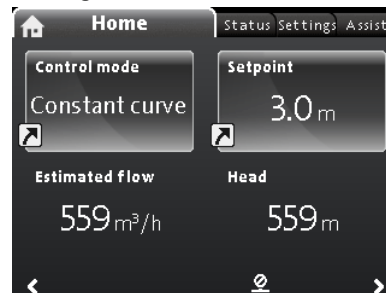 Home Status Settings Assist
Control mode Setpoint
Constant curve 3.0 m
Estimated flow Head
559 m³/h 559 m